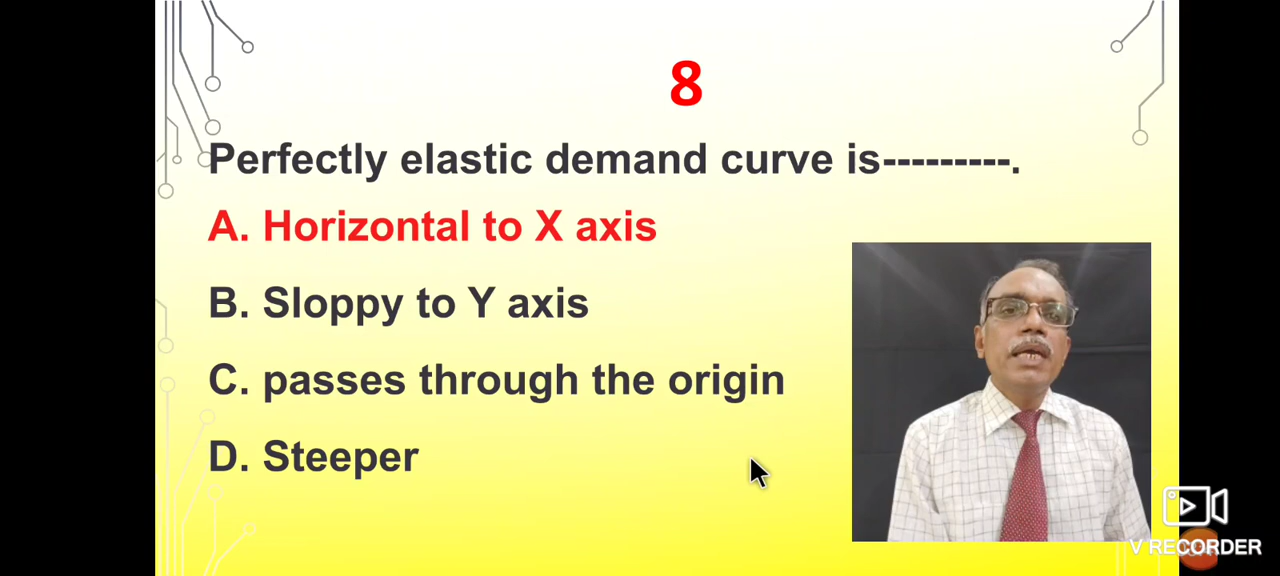 8
Perfectly elastic demand curve is---------.
A. Horizontal to X axis
B. Sloppy to Y axis
C. passes through the origin
D. Steeper
V RECORDER